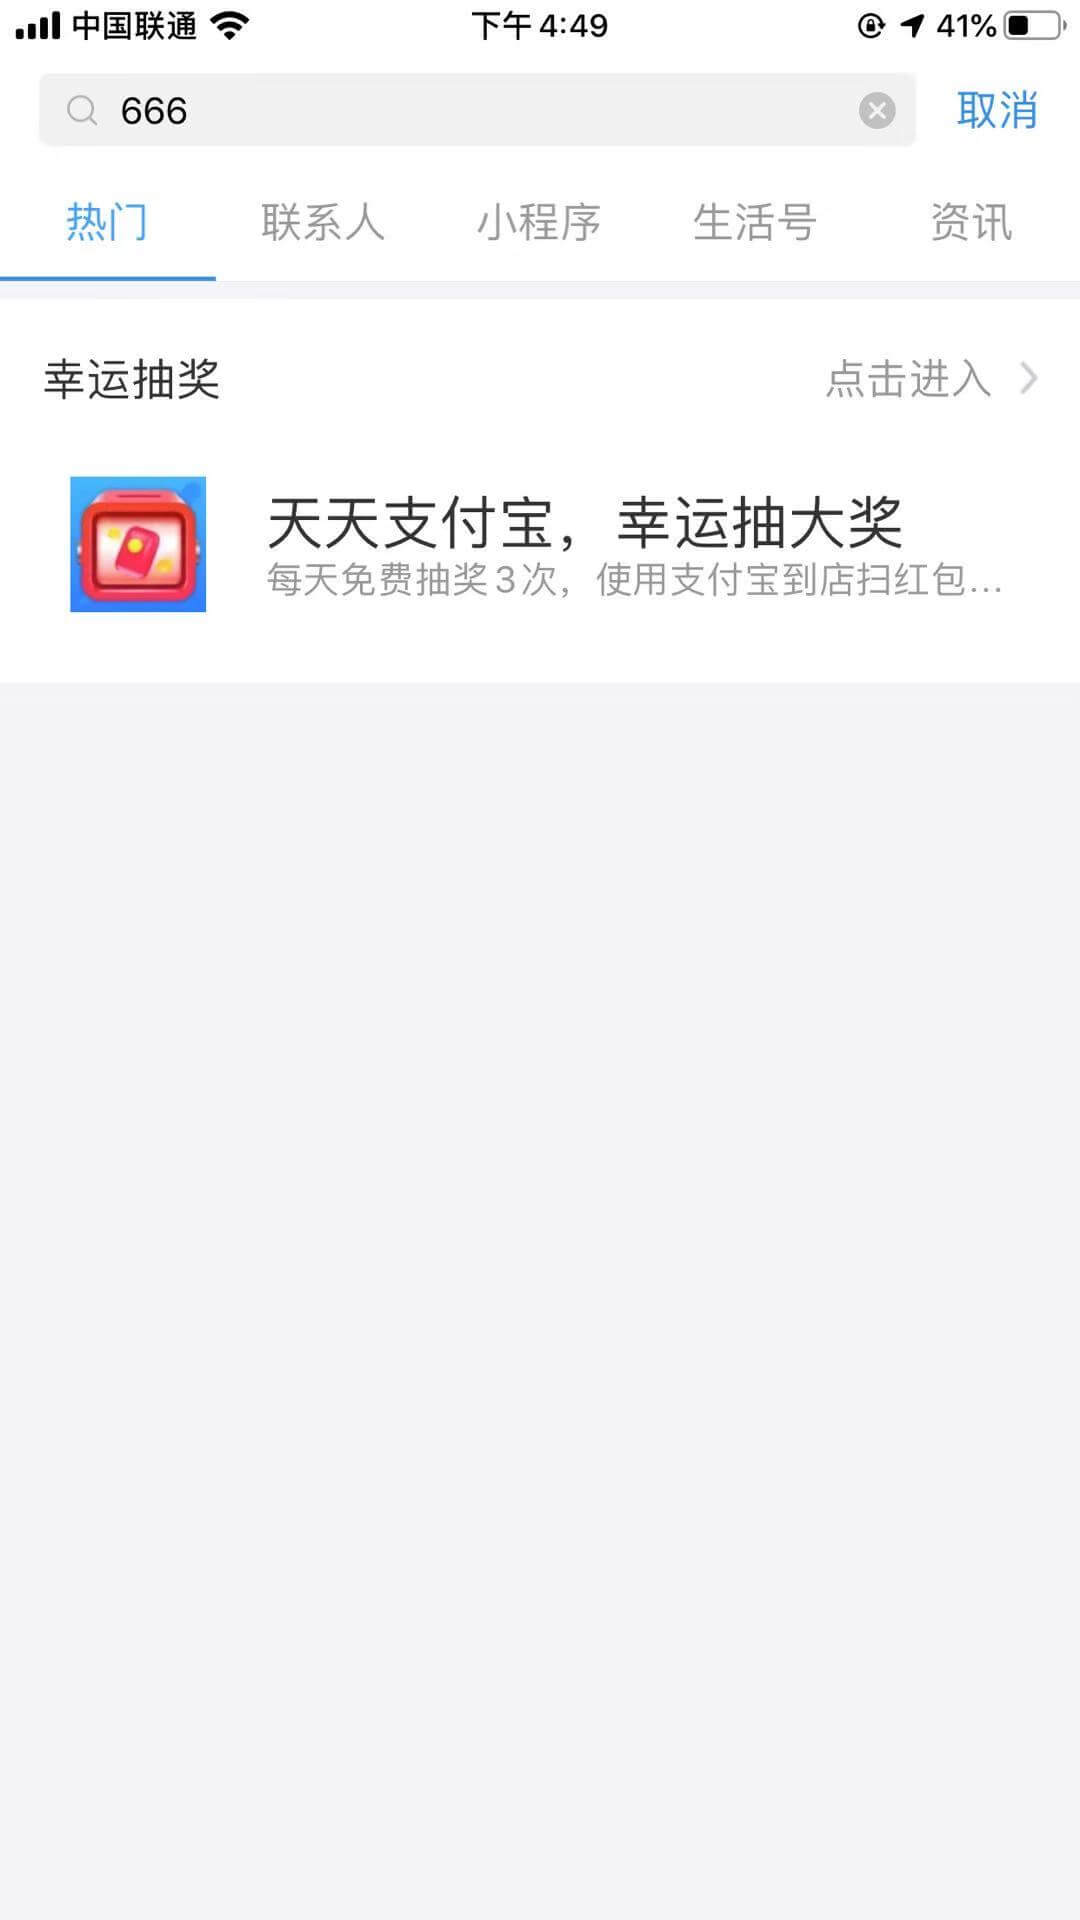 中国联通 下午 4:49 41%
666 取消
热门 联系人 小程序 生活号 资讯
幸运抽奖 点击进入
天天支付宝，幸运抽大奖
每天免费抽奖3次，使用支付宝到店扫红包...